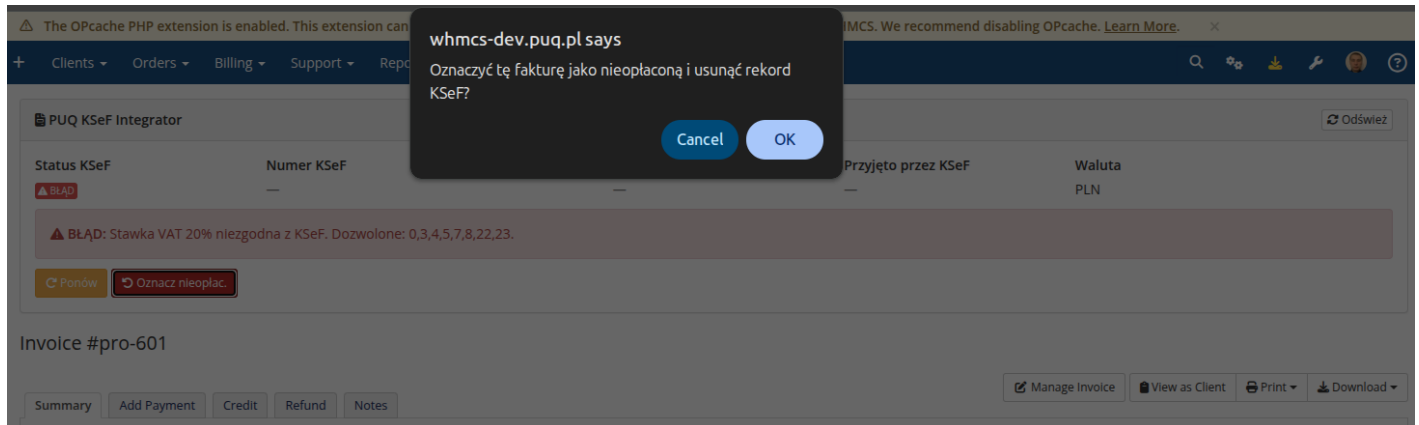 The OPcache PHP extension is enabled. This extension can
IMCS. We recommend disabling OPcache. Learn More. ×
whmcs-dev.puq.pl says
Oznaczyć tę fakturę jako nieopłaconą i usunąć rekord
KSeF?
Cancel OK
+ Clients Orders Billing Support Repo
PUQ KSeF Integrator Odśwież
Status KSeF Numer KSeF Przyjęto przez KSeF Waluta
BŁĄD — — — PLN
BŁĄD: Stawka VAT 20% niezgodna z KSeF. Dozwolone: 0,3,4,5,7,8,22,23.
Ponów Oznacz nieopłac.
Invoice #pro-601
Manage Invoice View as Client Print Download
Summary Add Payment Credit Refund Notes